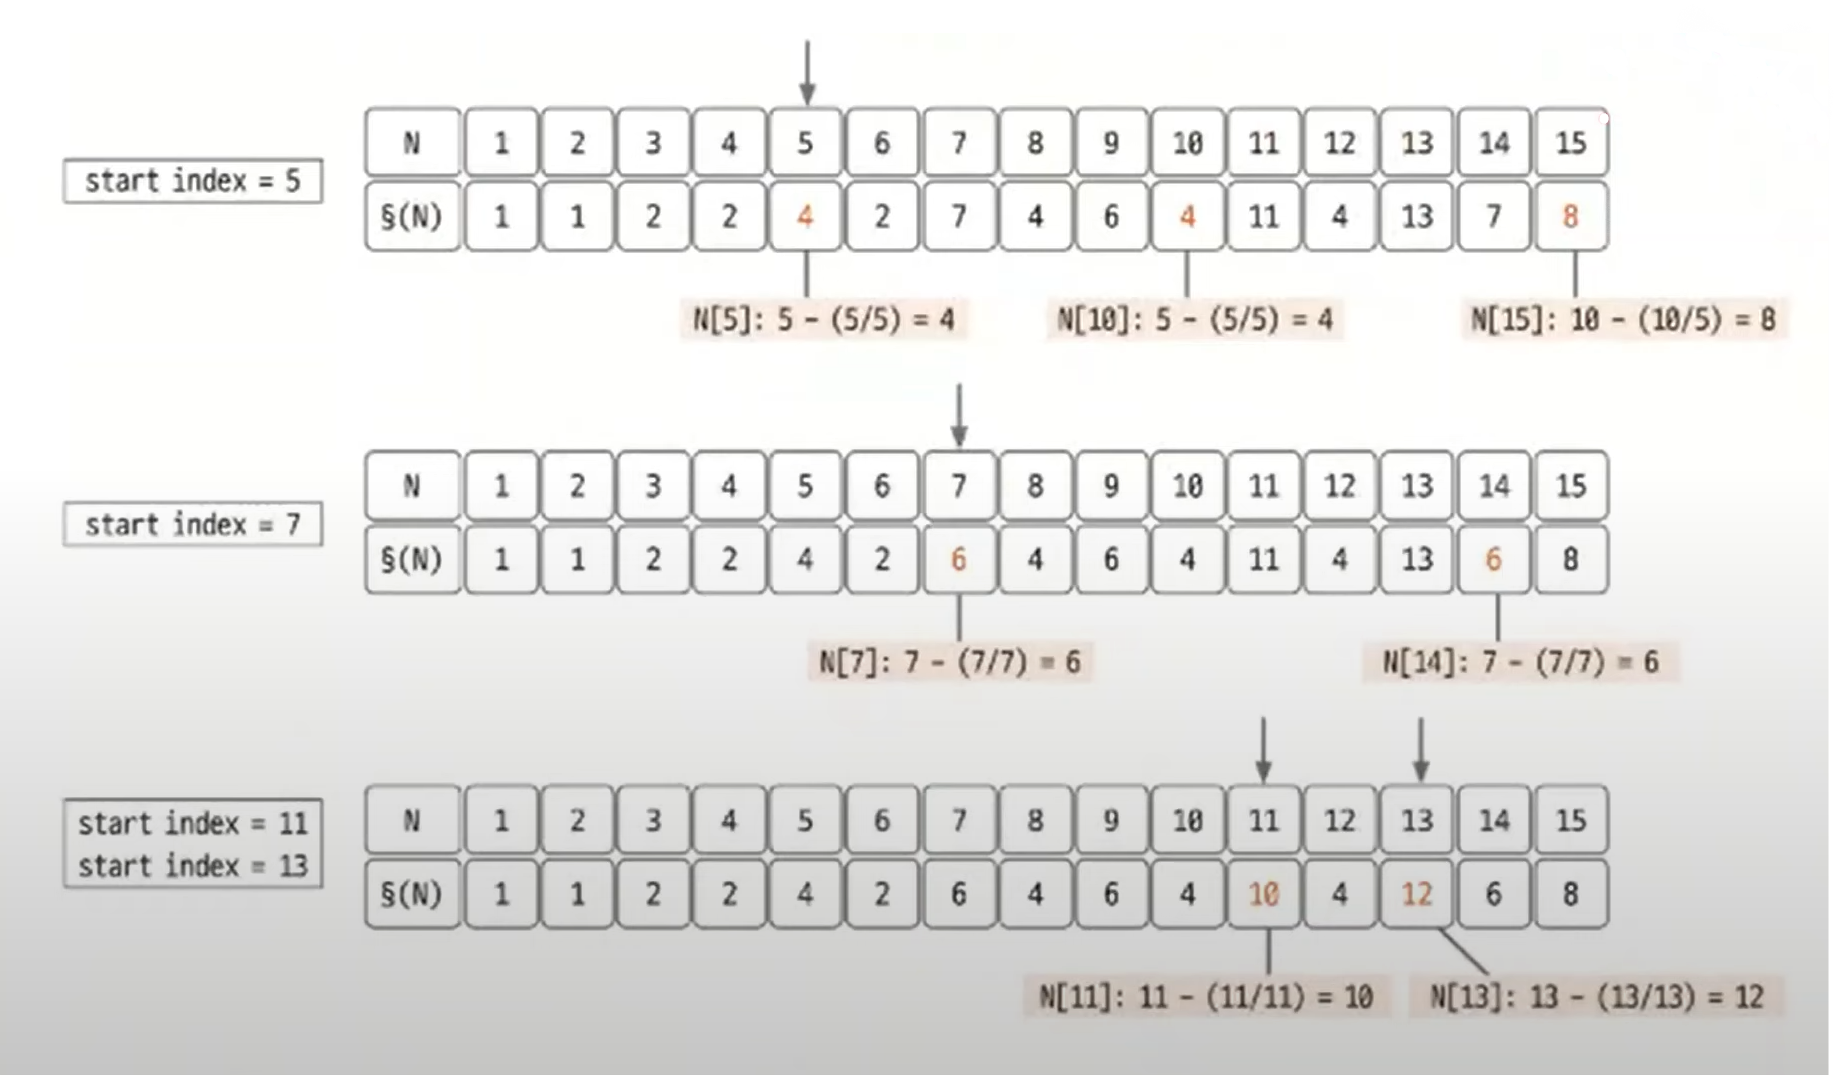 start index = 5
N 1 2 3 4 5 6 7 8 9 10 11 12 13 14 15
§(N) 1 1 2 2 4 2 7 4 6 4 11 4 13 7 8
N[5]: 5 - (5/5) = 4 N[10]: 5 - (5/5) = 4 N[15]: 10 - (10/5) = 8
start index = 7
N 1 2 3 4 5 6 7 8 9 10 11 12 13 14 15
§(N) 1 1 2 2 4 2 6 4 6 4 11 4 13 6 8
N[7]: 7 - (7/7) = 6 N[14]: 7 - (7/7) = 6
start index = 11
start index = 13
N 1 2 3 4 5 6 7 8 9 10 11 12 13 14 15
§(N) 1 1 2 2 4 2 6 4 6 4 10 4 12 6 8
N[11]: 11 - (11/11) = 10 N[13]: 13 - (13/13) = 12